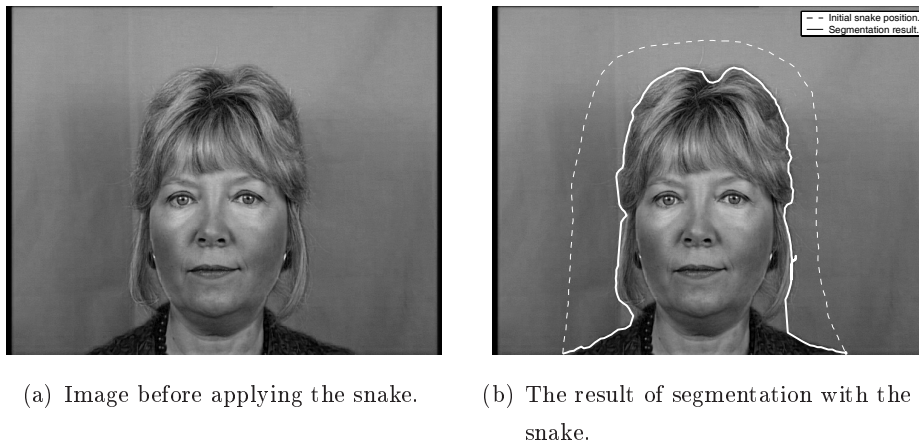 Initial snake position.
Segmentation result.
(a) Image before applying the snake.
(b) The result of segmentation with the
snake.